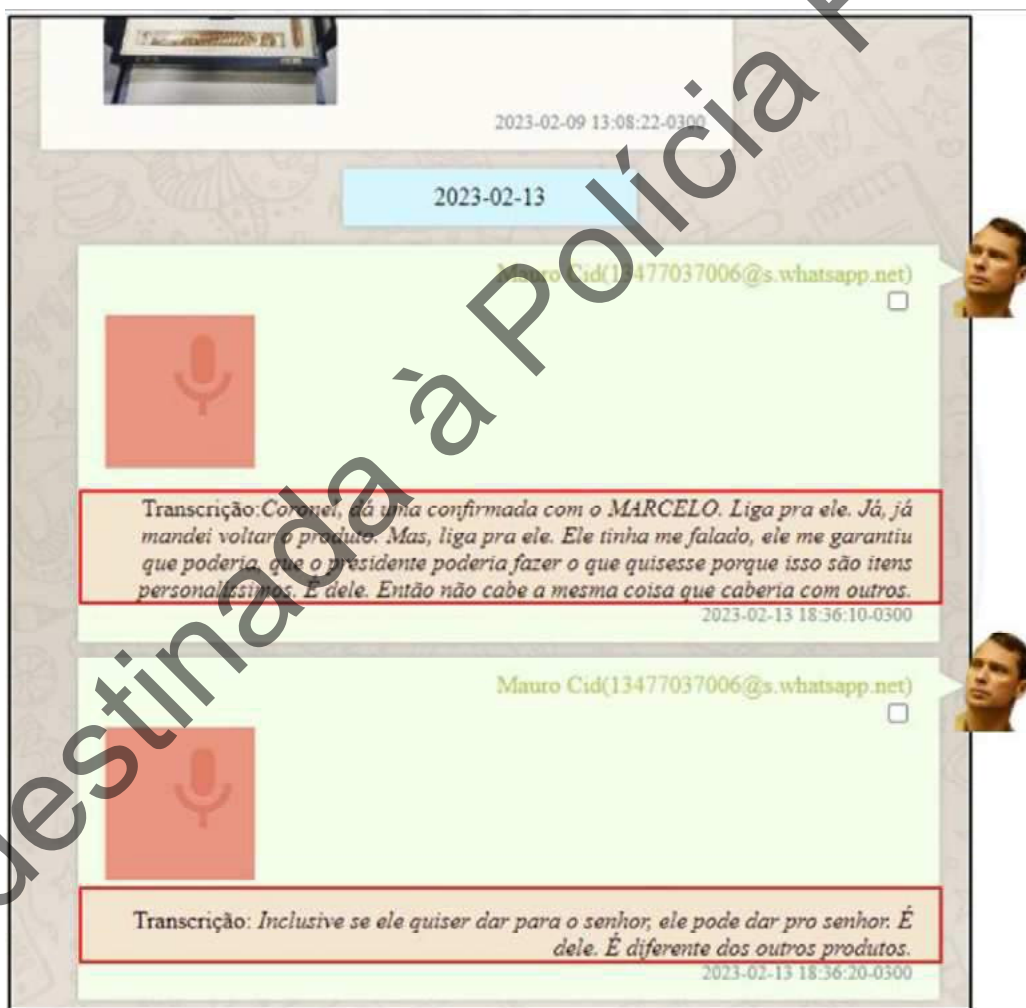 2023-02-09 13:08:22-0300
2023-02-13
Mauro Cid(13477037006@s.whatsapp.net)
Transcrição:Coronel, dá uma confirmada com o MARCELO. Liga pra ele. Já, já
mandei voltar o produto. Mas, liga pra ele. Ele tinha me falado, ele me garantiu
que poderia, que o presidente poderia fazer o que quisesse porque isso são itens
personalíssimos. É dele. Então não cabe a mesma coisa que caberia com outros.
2023-02-13 18:36:10-0300
Mauro Cid(13477037006@s.whatsapp.net)
Transcrição: Inclusive se ele quiser dar para o senhor, ele pode dar pro senhor. É
dele. É diferente dos outros produtos.
2023-02-13 18:36:20-0300
destinada à Polícia